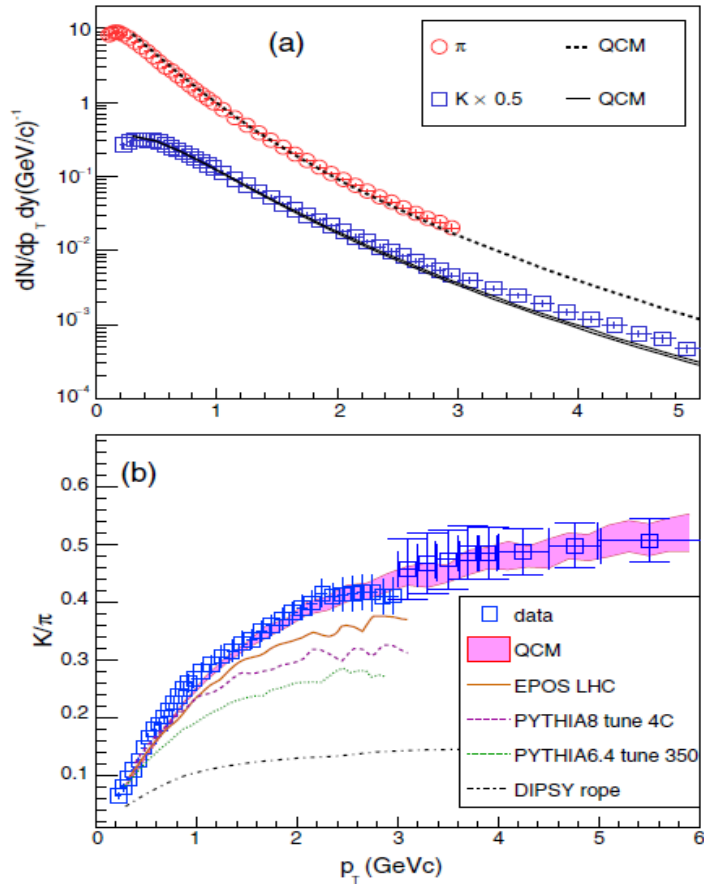 (a)
π QCM
K × 0.5 QCM
10
1
10⁻¹
10⁻²
10⁻³
10⁻⁴
dN/dp_T dy(GeV/c)⁻¹
0 1 2 3 4 5
(b)
0.6
0.5
0.4
0.3
0.2
0.1
K/π
data
QCM
EPOS LHC
PYTHIA8 tune 4C
PYTHIA6.4 tune 350
DIPSY rope
0 1 2 3 4 5 6
p_T (GeVc)